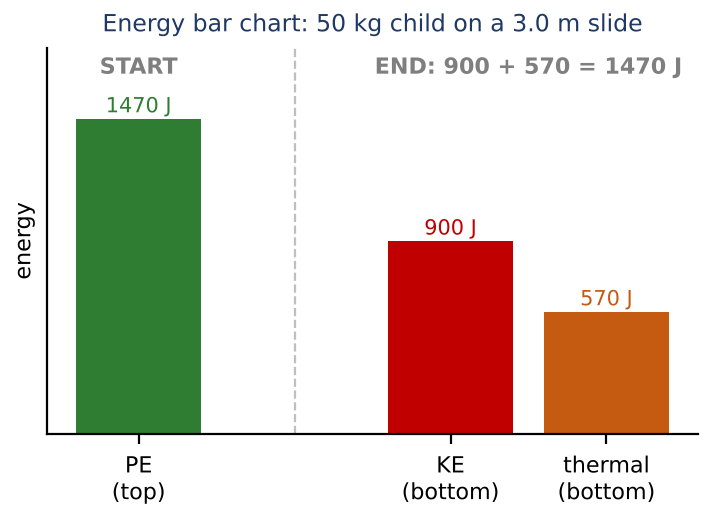 Energy bar chart: 50 kg child on a 3.0 m slide
START
END: 900 + 570 = 1470 J
1470 J
900 J
570 J
energy
PE
(top)
KE
(bottom)
thermal
(bottom)